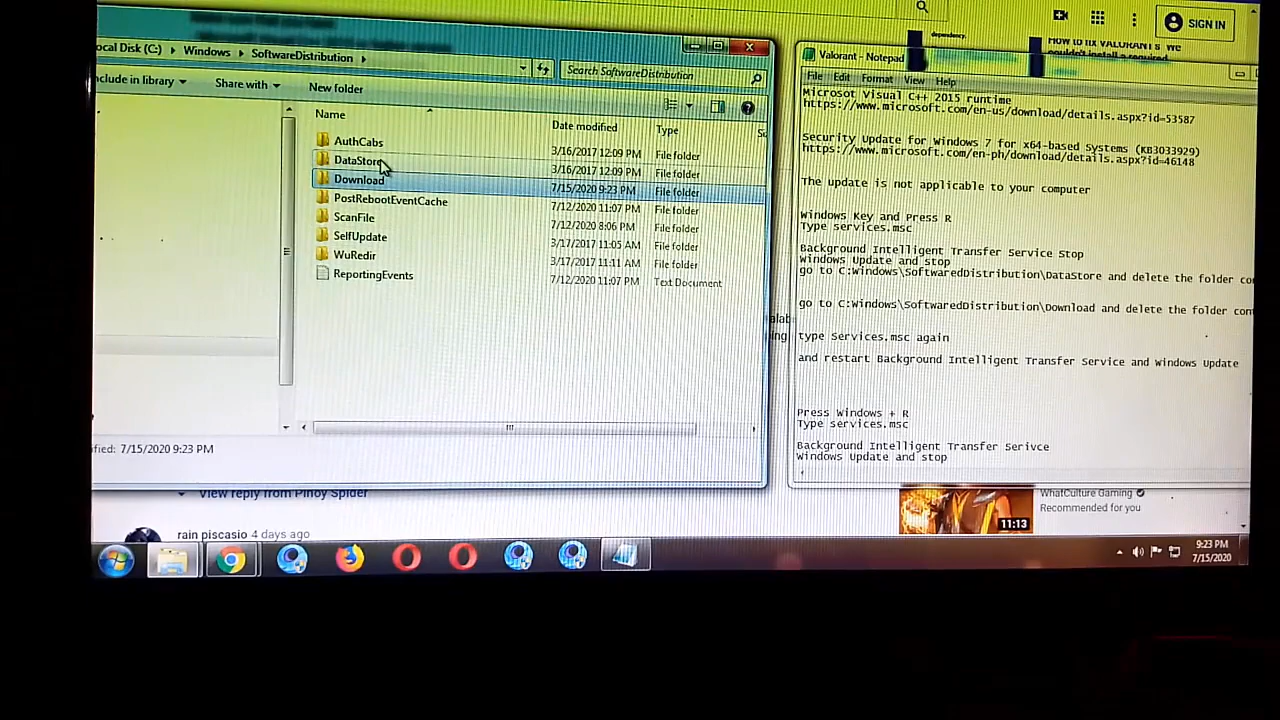 SIGN IN
dependency.
ocal Disk (C:) ▸ Windows ▸ SoftwareDistribution ▸
Search SoftwareDistribution
nclude in library
Share with
New folder
Name
Date modified
Type
AuthCabs
3/16/2017 12:09 PM
File folder
DataStore
3/16/2017 12:09 PM
File folder
Download
7/15/2020 9:23 PM
File folder
PostRebootEventCache
7/12/2020 11:07 PM
File folder
ScanFile
7/12/2020 8:06 PM
File folder
SelfUpdate
3/17/2017 11:05 AM
File folder
WuRedir
3/17/2017 11:11 AM
File folder
ReportingEvents
7/12/2020 11:07 PM
Text Document
fied: 7/15/2020 9:23 PM
Valorant - Notepad
File Edit Format View Help
Microsot Visual C++ 2015 runtime
https://www.microsoft.com/en-us/download/details.aspx?id=53587
Security Update for Windows 7 for x64-based Systems (KB3033929)
https://www.microsoft.com/en-ph/download/details.aspx?id=46148
The update is not applicable to your computer
Windows Key and Press R
Type services.msc
Background Intelligent Transfer Service Stop
Windows Update and stop
go to C:Windows\SoftwaredDistribution\DataStore and delete the folder co
go to C:Windows\SoftwaredDistribution\Download and delete the folder con
type services.msc again
and restart Background Intelligent Transfer Service and Windows Update
Press Windows + R
Type services.msc
Background Intelligent Transfer Serivce
Windows Update and stop
View reply from Pinoy Spider
rain piscasio 4 days ago
11:13
WhatCulture Gaming
Recommended for you
9:23 PM
7/15/2020